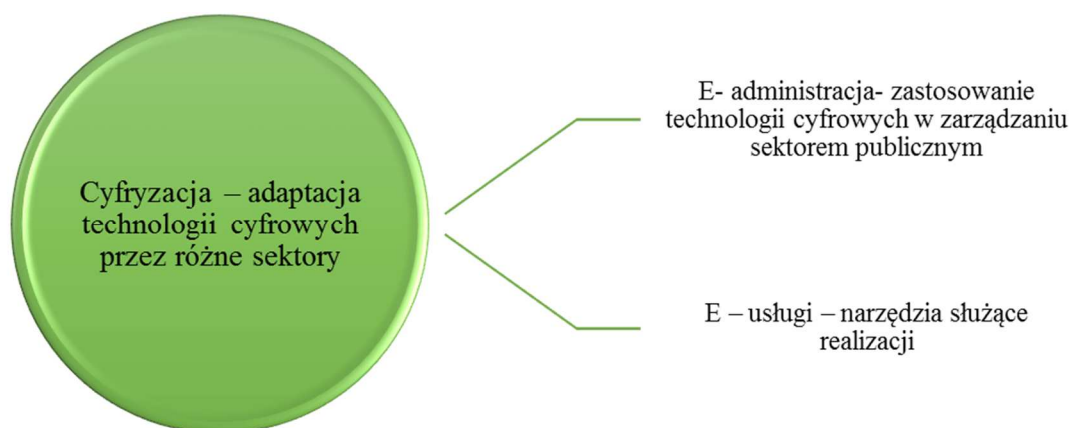 Cyfryzacja – adaptacja
technologii cyfrowych
przez różne sektory
E- administracja- zastosowanie
technologii cyfrowych w zarządzaniu
sektorem publicznym
E – usługi – narzędzia służące
realizacji